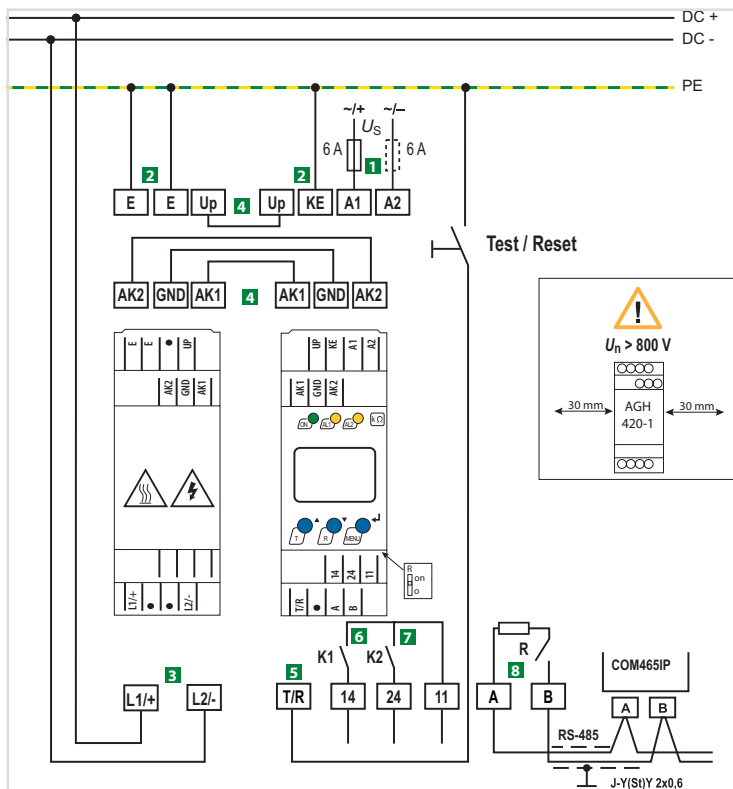 DC +
DC -
PE
~/+ ~/–
US
6 A 6 A
1
2 2
E E Up 4 Up KE A1 A2
Test / Reset
AK2 GND AK1 4 AK1 GND AK2
!
Un > 800 V
30 mm AGH 420-1 30 mm
E E UP
UP KE A1 A2
AK2 GND AK1
AK1 GND AK2
ON AL1 AL2 kΩ
T R MENU
R
on
o
14 24 11
L1/+ L2/-
T/R A B
6 7
K1 K2
R
COM465IP
3 5 8
L1/+ L2/- T/R 14 24 11 A B
A B
RS-485
J-Y(St)Y 2x0,6